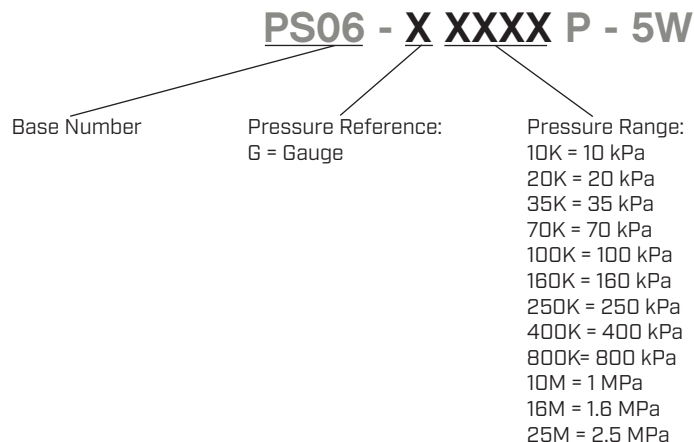 PS06 - X XXXX P - 5W
Base Number
Pressure Reference:
G = Gauge
Pressure Range:
10K = 10 kPa
20K = 20 kPa
35K = 35 kPa
70K = 70 kPa
100K = 100 kPa
160K = 160 kPa
250K = 250 kPa
400K = 400 kPa
800K= 800 kPa
10M = 1 MPa
16M = 1.6 MPa
25M = 2.5 MPa